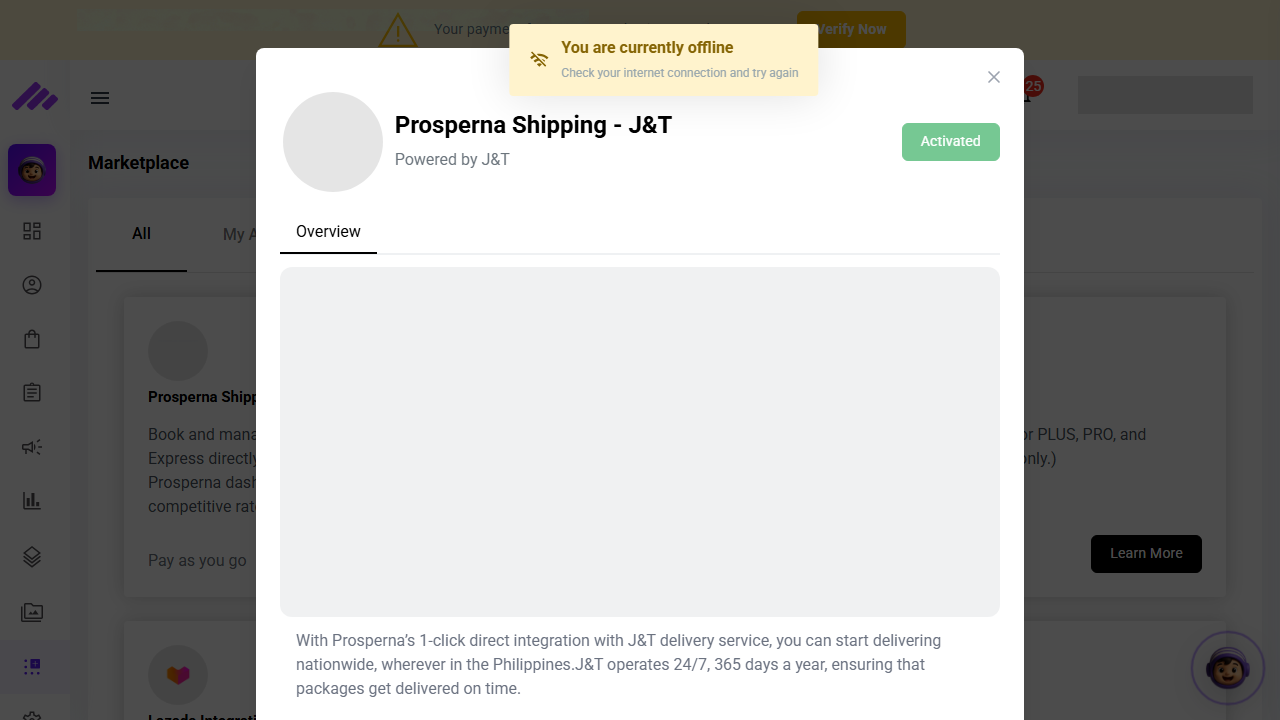 Your payme
Verify Now
You are currently offline
Check your internet connection and try again
25
Prosperna Shipping - J&T
Powered by J&T
Activated
Marketplace
All
My A
Overview
Prosperna Shipp
Book and mana
Express directly
Prosperna dash
competitive rat
Pay as you go
or PLUS, PRO, and
only.)
Learn More
With Prosperna’s 1-click direct integration with J&T delivery service, you can start delivering
nationwide, wherever in the Philippines.J&T operates 24/7, 365 days a year, ensuring that
packages get delivered on time.
Lazada Integrati